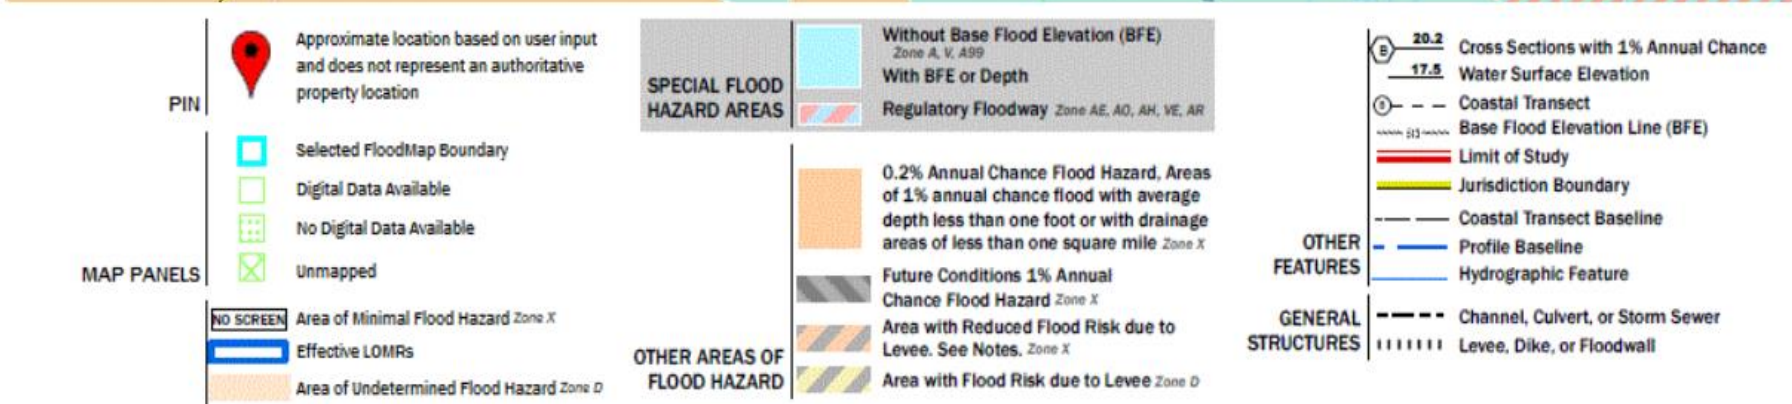 PIN
Approximate location based on user input
and does not represent an authoritative
property location
MAP PANELS
Selected FloodMap Boundary
Digital Data Available
No Digital Data Available
Unmapped
NO SCREEN Area of Minimal Flood Hazard Zone X
Effective LOMRs
Area of Undetermined Flood Hazard Zone D
SPECIAL FLOOD
HAZARD AREAS
Without Base Flood Elevation (BFE)
Zone A, V, A99
With BFE or Depth
Regulatory Floodway Zone AE, AO, AH, VE, AR
OTHER AREAS OF
FLOOD HAZARD
0.2% Annual Chance Flood Hazard, Areas
of 1% annual chance flood with average
depth less than one foot or with drainage
areas of less than one square mile Zone X
Future Conditions 1% Annual
Chance Flood Hazard Zone X
Area with Reduced Flood Risk due to
Levee. See Notes. Zone X
Area with Flood Risk due to Levee Zone D
OTHER
FEATURES
B 20.2 Cross Sections with 1% Annual Chance
17.5 Water Surface Elevation
Coastal Transect
Base Flood Elevation Line (BFE)
Limit of Study
Jurisdiction Boundary
Coastal Transect Baseline
Profile Baseline
Hydrographic Feature
GENERAL
STRUCTURES
Channel, Culvert, or Storm Sewer
Levee, Dike, or Floodwall